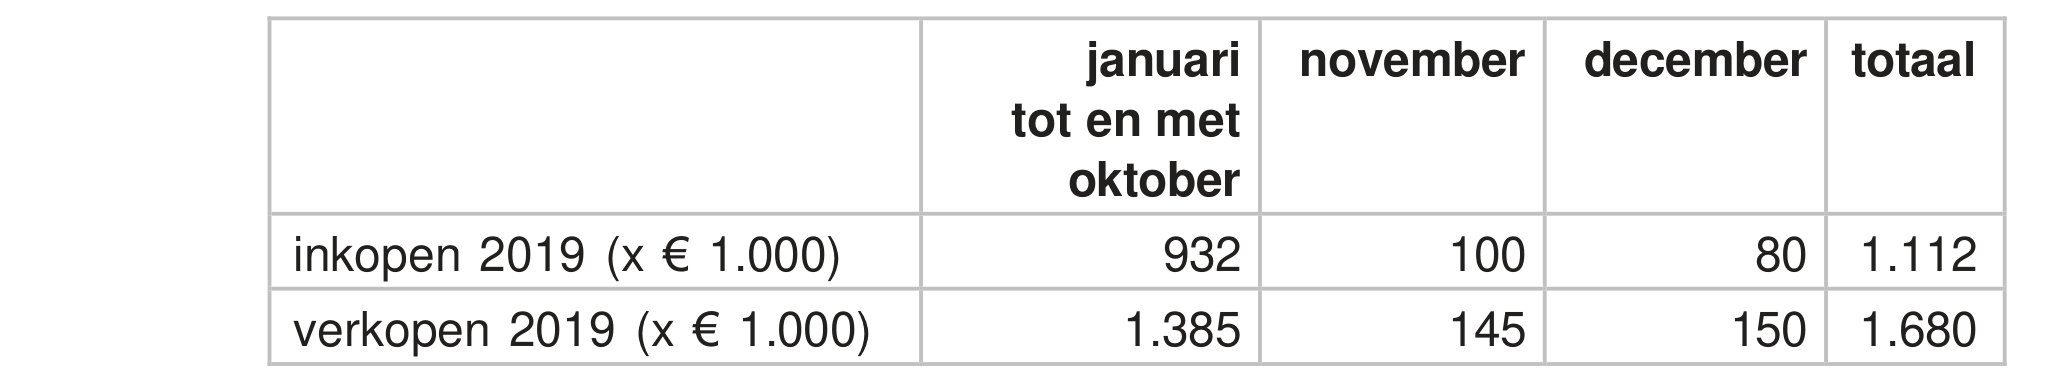 januari november december totaal
tot en met
oktober
inkopen 2019 (x € 1.000) 932 100 80 1.112
verkopen 2019 (x € 1.000) 1.385 145 150 1.680